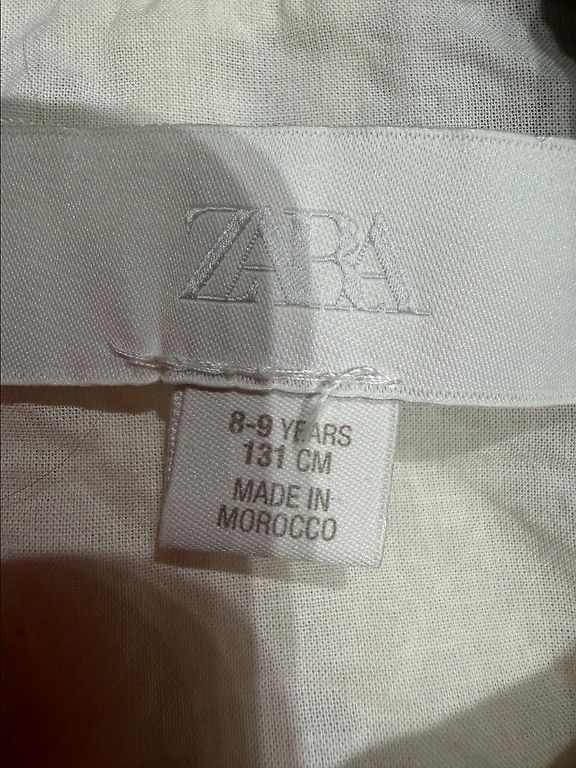 ZARA
8-9 YEARS
131 CM
MADE IN
MOROCCO